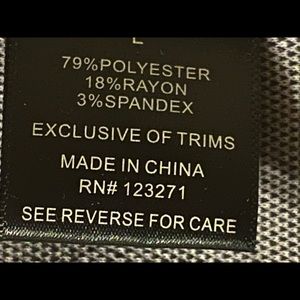 L
79%POLYESTER
18%RAYON
3%SPANDEX
EXCLUSIVE OF TRIMS
MADE IN CHINA
RN# 123271
SEE REVERSE FOR CARE